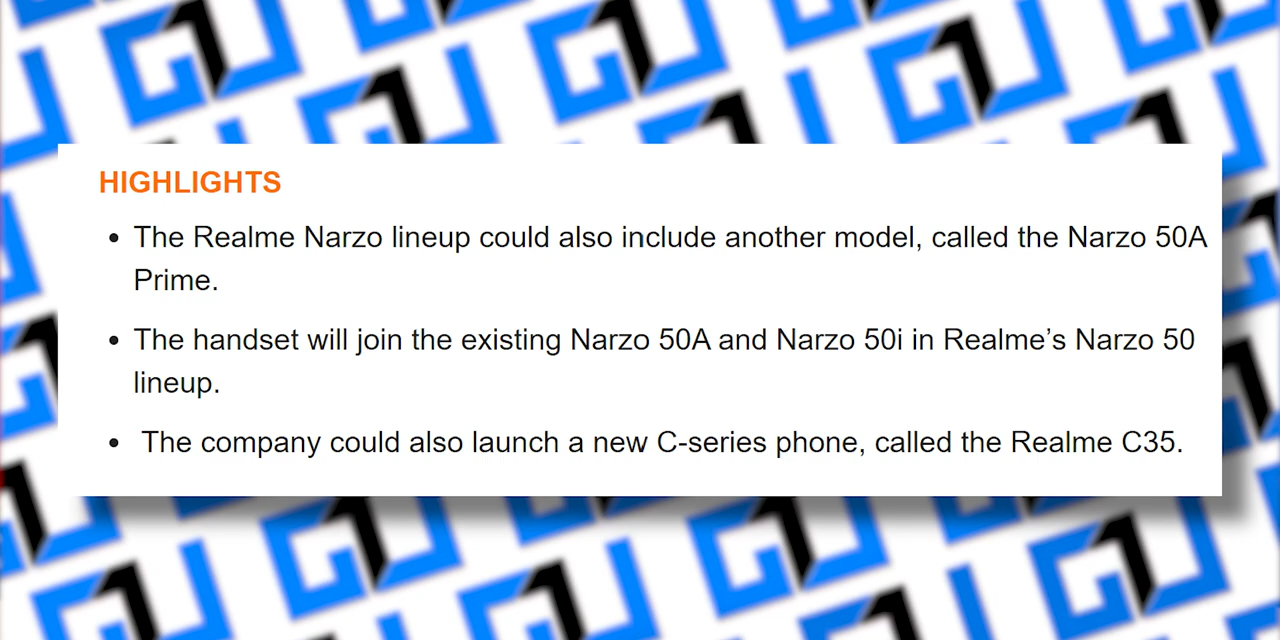 HIGHLIGHTS
• The Realme Narzo lineup could also include another model, called the Narzo 50A
Prime.
• The handset will join the existing Narzo 50A and Narzo 50i in Realme’s Narzo 50
lineup.
• The company could also launch a new C-series phone, called the Realme C35.